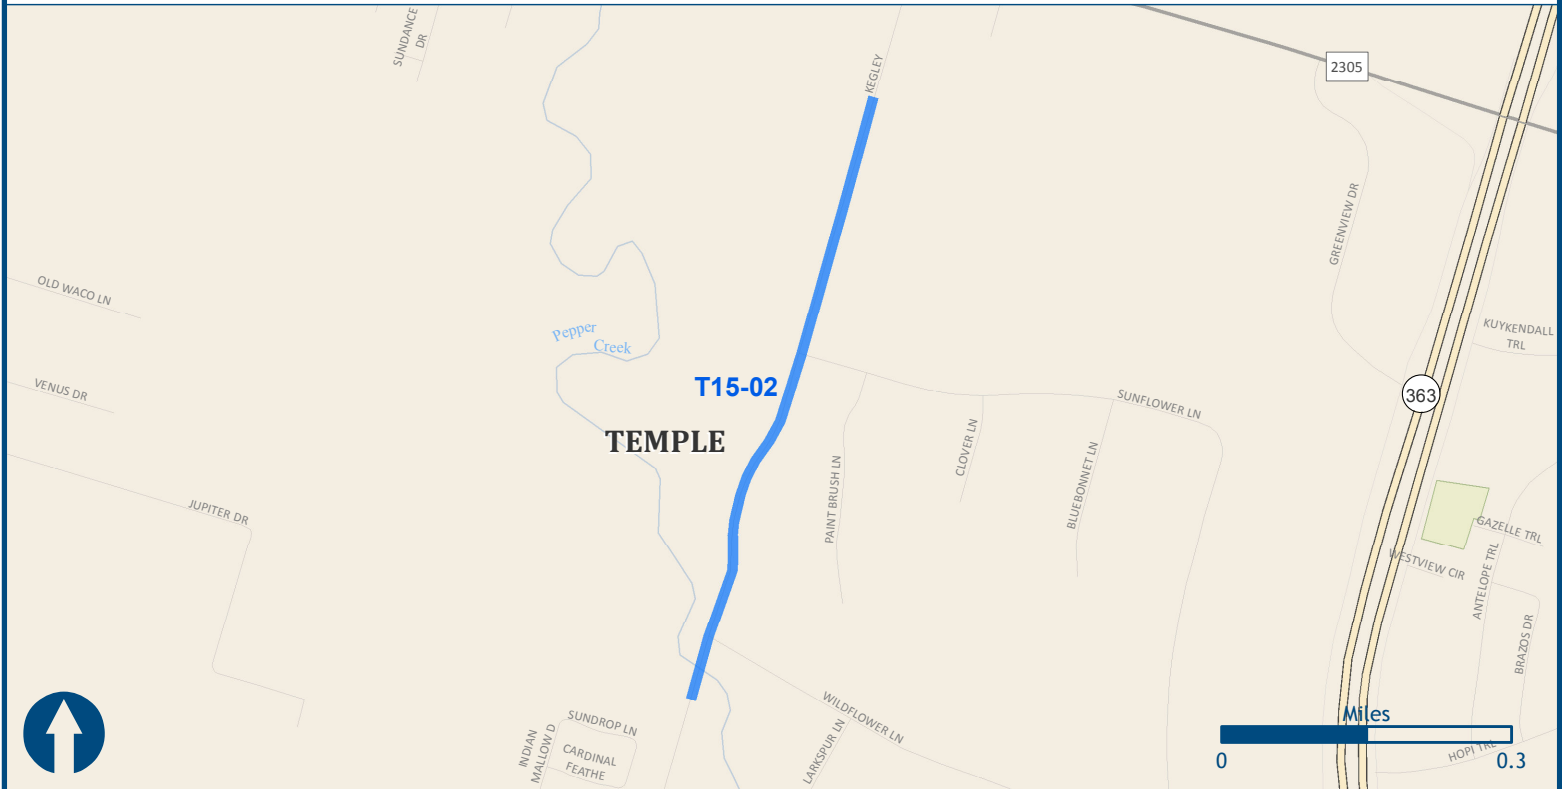 SUNDANCE
DR
KEGLEY
2305
GREENVIEW DR
OLD WACO LN
KUYKENDALL
TRL
Pepper
Creek
VENUS DR
T15-02
363
SUNFLOWER LN
TEMPLE
CLOVER LN
BLUEBONNET LN
PAINT BRUSH LN
JUPITER DR
GAZELLE TRL
WESTVIEW CIR
ANTELOPE TRL
BRAZOS DR
WILDFLOWER LN
LARKSPUR LN
SUNDROP LN
INDIAN
MALLOW D
CARDINAL
FEATHE
Miles
HOPI TRL
0
0.3